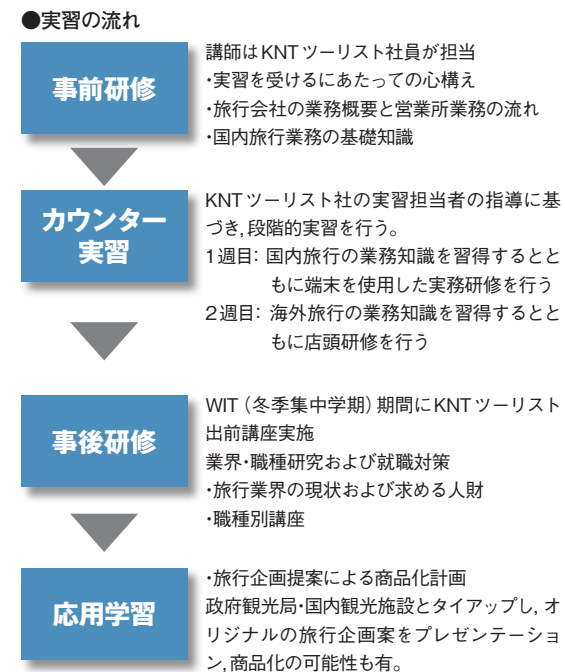 ●実習の流れ
事前研修
講師はKNTツーリスト社員が担当
・実習を受けるにあたっての心構え
・旅行会社の業務概要と営業所業務の流れ
・国内旅行業務の基礎知識
カウンター
実習
KNTツーリスト社の実習担当者の指導に基
づき,段階的実習を行う。
1週目: 国内旅行の業務知識を習得するとと
もに端末を使用した実務研修を行う
2週目: 海外旅行の業務知識を習得するとと
もに店頭研修を行う
事後研修
WIT（冬季集中学期）期間にKNTツーリスト
出前講座実施
業界・職種研究および就職対策
・旅行業界の現状および求める人財
・職種別講座
応用学習
・旅行企画提案による商品化計画
政府観光局・国内観光施設とタイアップし,オ
リジナルの旅行企画案をプレゼンテーショ
ン,商品化の可能性も有。